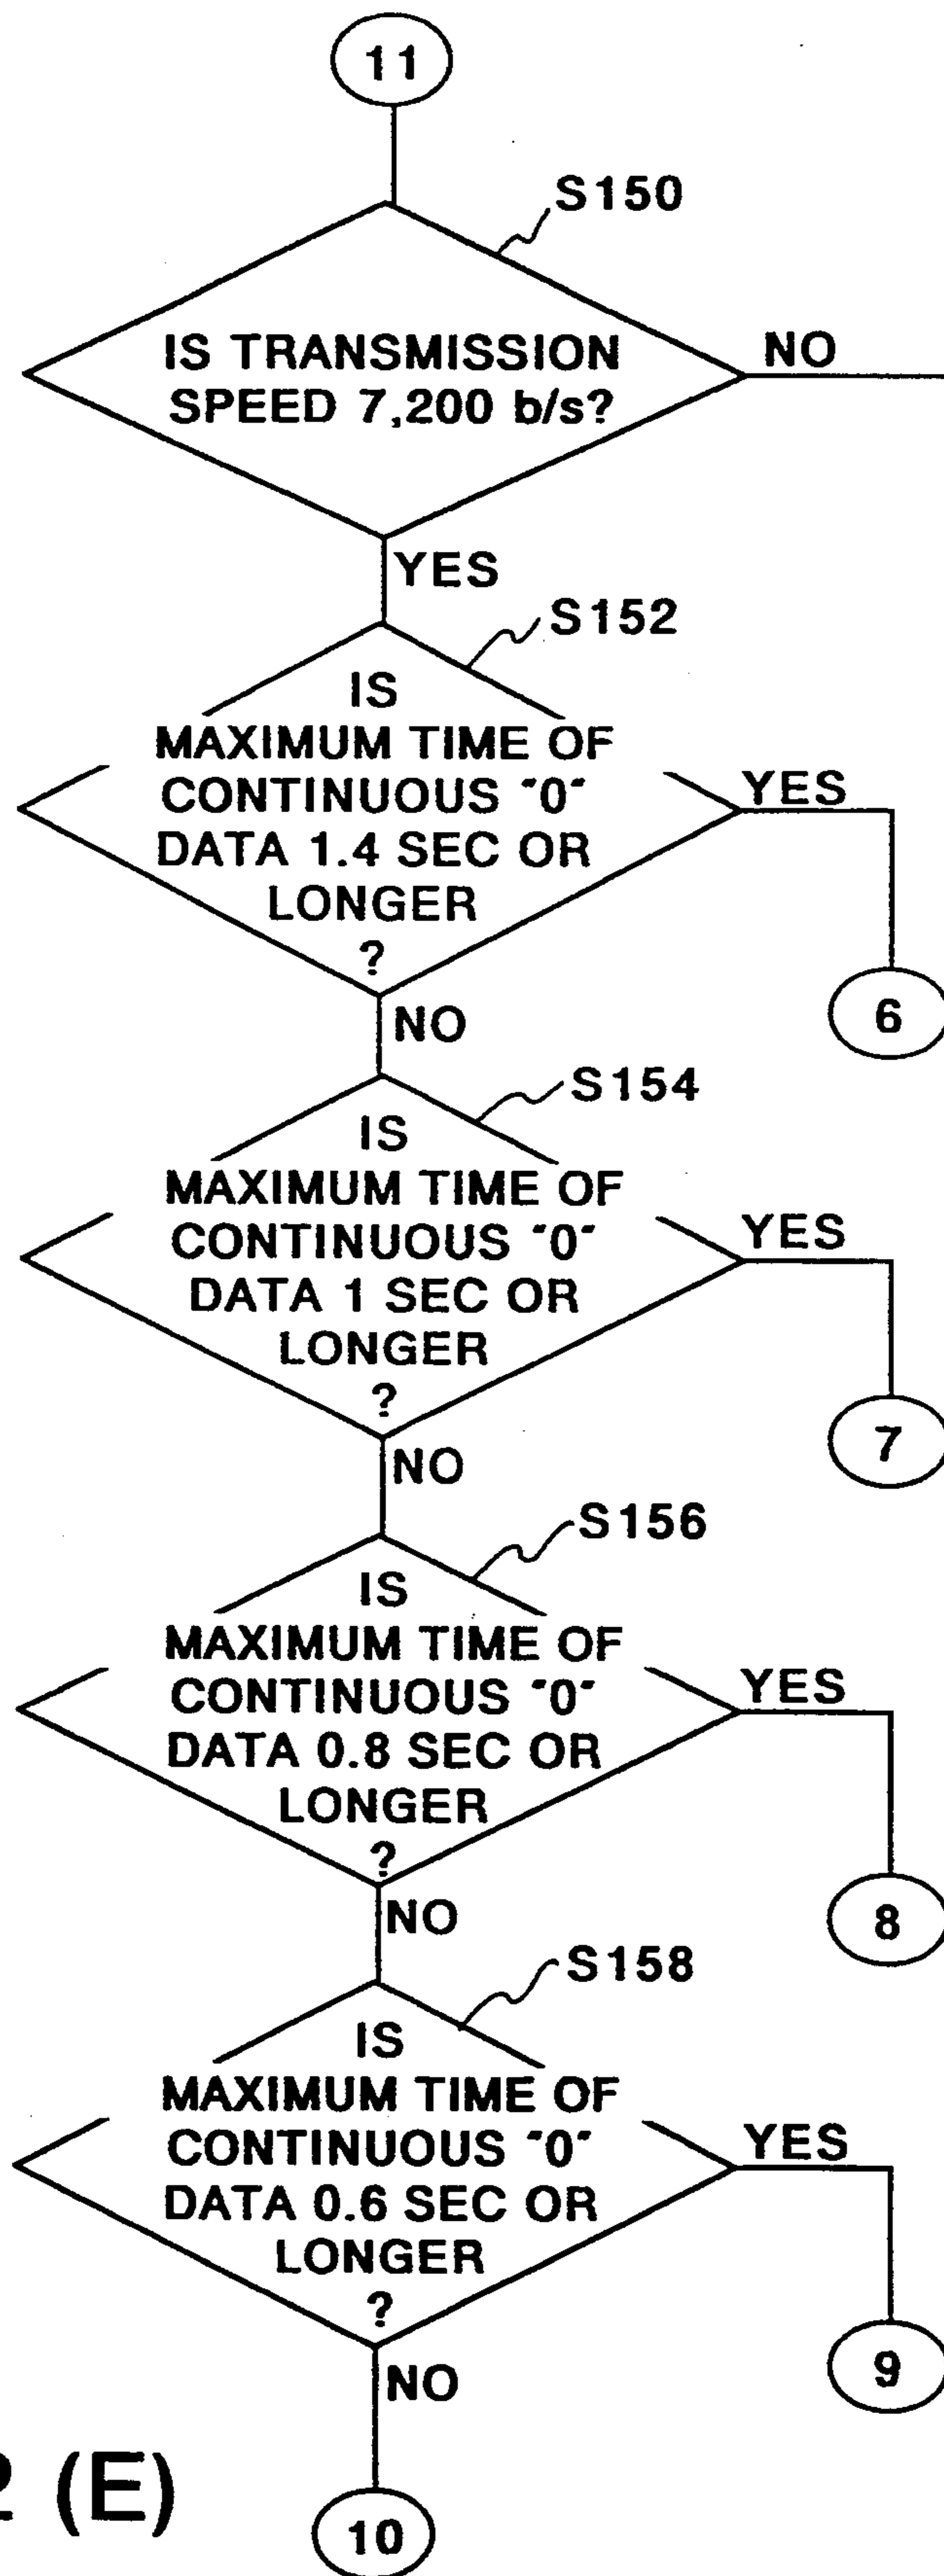 11
S150
IS TRANSMISSION
SPEED 7,200 b/s?
NO
YES
S152
IS
MAXIMUM TIME OF
CONTINUOUS "0"
DATA 1.4 SEC OR
LONGER
?
YES
6
NO
S154
IS
MAXIMUM TIME OF
CONTINUOUS "0"
DATA 1 SEC OR
LONGER
?
YES
7
NO
S156
IS
MAXIMUM TIME OF
CONTINUOUS "0"
DATA 0.8 SEC OR
LONGER
?
YES
8
NO
S158
IS
MAXIMUM TIME OF
CONTINUOUS "0"
DATA 0.6 SEC OR
LONGER
?
YES
9
NO
2 (E)
10